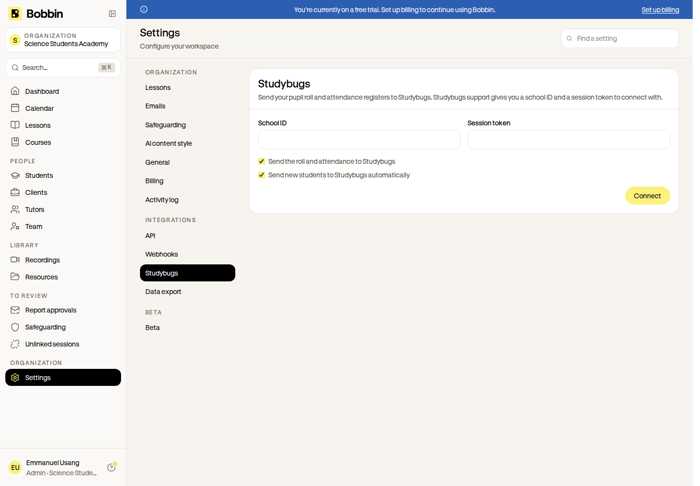 You're currently on a free trial. Set up billing to continue using Bobbin.
Set up billing
Bobbin
ORGANIZATION
S
Science Students Academy
Search...
⌘ K
Dashboard
Calendar
Lessons
Courses
PEOPLE
Students
Clients
Tutors
Team
LIBRARY
Recordings
Resources
TO REVIEW
Report approvals
Safeguarding
Unlinked sessions
ORGANIZATION
Settings
EU
Emmanuel Usang
Admin · Science Stude...
Settings
Configure your workspace
Find a setting
ORGANIZATION
Lessons
Emails
Safeguarding
AI content style
General
Billing
Activity log
INTEGRATIONS
API
Webhooks
Studybugs
Data export
BETA
Beta
Studybugs
Send your pupil roll and attendance registers to Studybugs. Studybugs support gives you a school ID and a session token to connect with.
School ID
Session token
Send the roll and attendance to Studybugs
Send new students to Studybugs automatically
Connect